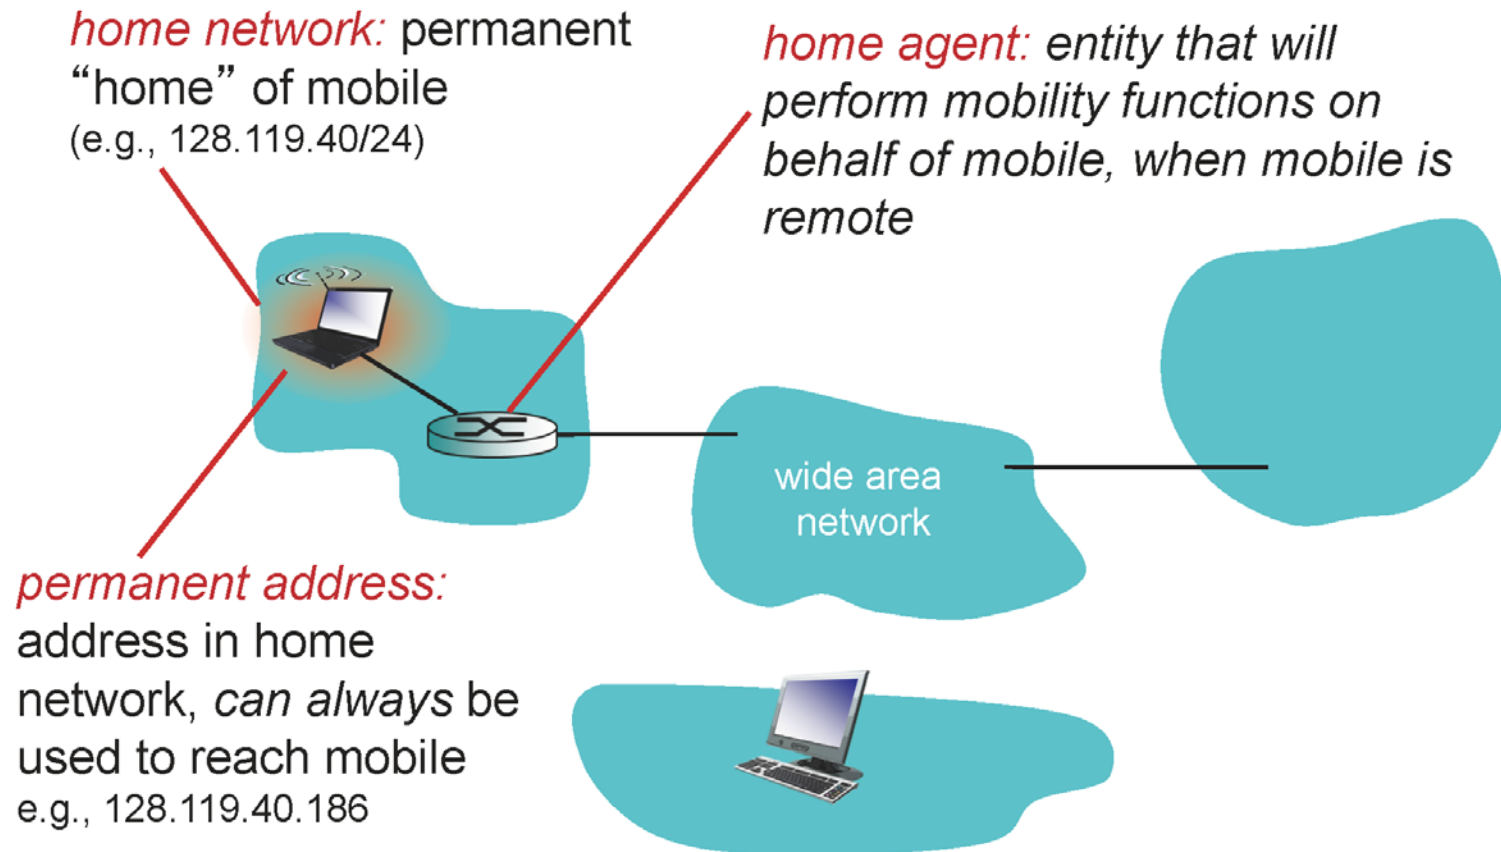 home network: permanent
“home” of mobile
(e.g., 128.119.40/24)
home agent: entity that will
perform mobility functions on
behalf of mobile, when mobile is
remote
wide area
network
permanent address:
address in home
network, can always be
used to reach mobile
e.g., 128.119.40.186